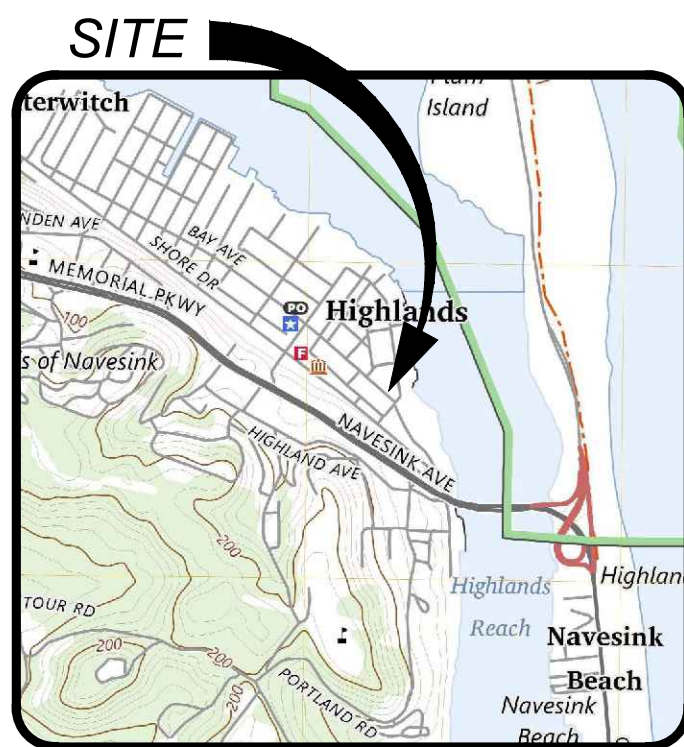 SITE
terwitch
Island
NDEN AVE
BAY AVE
SHORE DR
MEMORIAL PKWY
PO
Highlands
100
s of Navesink
F
NAVESINK AVE
HIGHLAND AVE
200
Highlands
Reach
Highlan
TOUR RD
200
200
200
Navesink
Beach
PORTLAND RD
Navesink
Beach